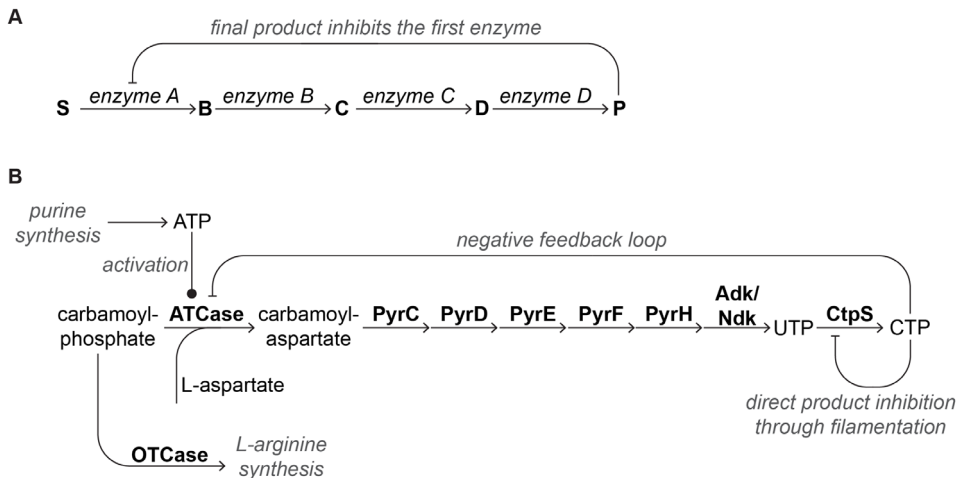 A
final product inhibits the first enzyme
S enzyme A B enzyme B C enzyme C D enzyme D P
B
purine
synthesis
ATP
negative feedback loop
activation
carbamoyl-
phosphate
ATCase
carbamoyl-
aspartate
PyrC PyrD PyrE PyrF PyrH
Adk/
Ndk
UTP
CtpS
CTP
L-aspartate
direct product inhibition
through filamentation
OTCase
L-arginine
synthesis